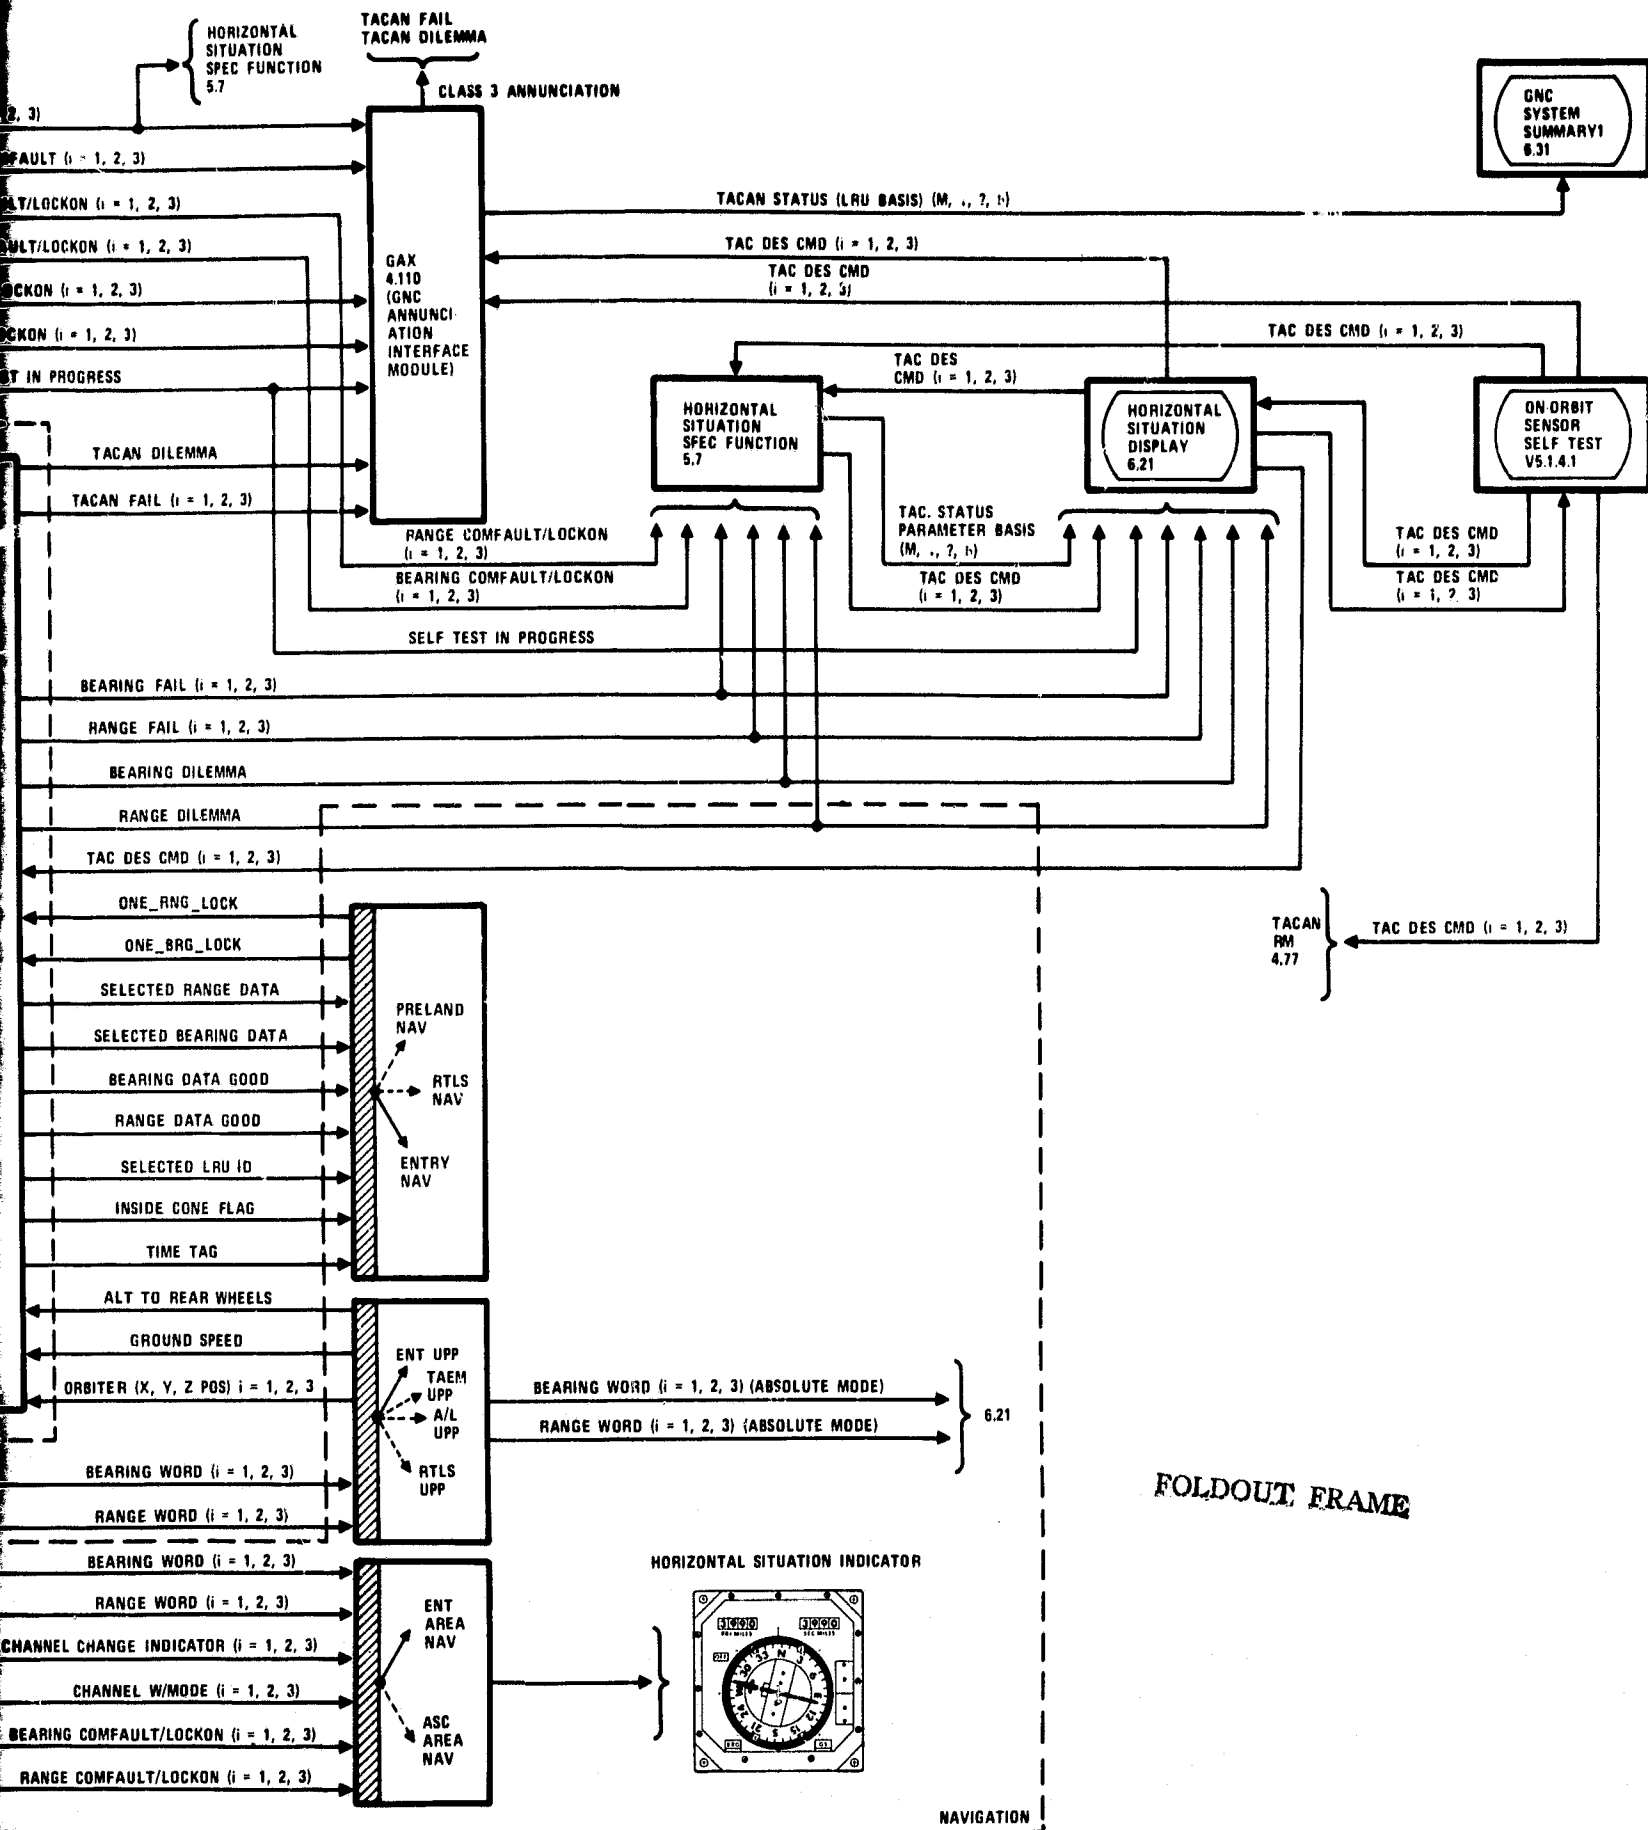 HORIZONTAL
SITUATION
SPEC FUNCTION
5.7
TACAN FAIL
TACAN DILEMMA
CLASS 3 ANNUNCIATION
GNC
SYSTEM
SUMMARY1
6.31
2, 3)
FAULT (i = 1, 2, 3)
LT/LOCKON (i = 1, 2, 3)
ULT/LOCKON (i = 1, 2, 3)
OCKON (i = 1, 2, 3)
OCKON (i = 1, 2, 3)
ST IN PROGRESS
TACAN DILEMMA
TACAN FAIL (i = 1, 2, 3)
GAX
4.110
(GNC
ANNUNCI-
ATION
INTERFACE
MODULE)
TACAN STATUS (LRU BASIS) (M,
TAC DES CMD (i = 1, 2, 3)
TAC DES CMD
(i = 1, 2, 3)
TAC DES CMD (i = 1, 2, 3)
TAC DES
CMD (i = 1, 2, 3)
HORIZONTAL
SITUATION
SPEC FUNCTION
5.7
HORIZONTAL
SITUATION
DISPLAY
6.21
ON-ORBIT
SENSOR
SELF TEST
V5.1.4.1
RANGE COMFAULT/LOCKON
(i = 1, 2, 3)
BEARING COMFAULT/LOCKON
(i = 1, 2, 3)
TAC. STATUS
PARAMETER BASIS
(M,
TAC DES CMD
(i = 1, 2, 3)
TAC DES CMD
(i = 1, 2, 3)
TAC DES CMD
(i = 1, 2, 3)
SELF TEST IN PROGRESS
BEARING FAIL (i = 1, 2, 3)
RANGE FAIL (i = 1, 2, 3)
BEARING DILEMMA
RANGE DILEMMA
TAC DES CMD (i = 1, 2, 3)
ONE_RNG_LOCK
ONE_BRG_LOCK
SELECTED RANGE DATA
SELECTED BEARING DATA
BEARING DATA GOOD
RANGE DATA GOOD
SELECTED LRU ID
INSIDE CONE FLAG
TIME TAG
PRELAND
NAV
RTLS
NAV
ENTRY
NAV
TACAN
RM
4.77
TAC DES CMD (i = 1, 2, 3)
ALT TO REAR WHEELS
GROUND SPEED
ORBITER (X, Y, Z POS) i = 1, 2, 3
BEARING WORD (i = 1, 2, 3)
RANGE WORD (i = 1, 2, 3)
ENT UPP
TAEM
UPP
A/L
UPP
RTLS
UPP
BEARING WORD (i = 1, 2, 3) (ABSOLUTE MODE)
RANGE WORD (i = 1, 2, 3) (ABSOLUTE MODE)
6.21
FOLDOUT FRAME
BEARING WORD (i = 1, 2, 3)
RANGE WORD (i = 1, 2, 3)
CHANNEL CHANGE INDICATOR (i = 1, 2, 3)
CHANNEL W/MODE (i = 1, 2, 3)
BEARING COMFAULT/LOCKON (i = 1, 2, 3)
RANGE COMFAULT/LOCKON (i = 1, 2, 3)
ENT
AREA
NAV
ASC
AREA
NAV
HORIZONTAL SITUATION INDICATOR
NAVIGATION